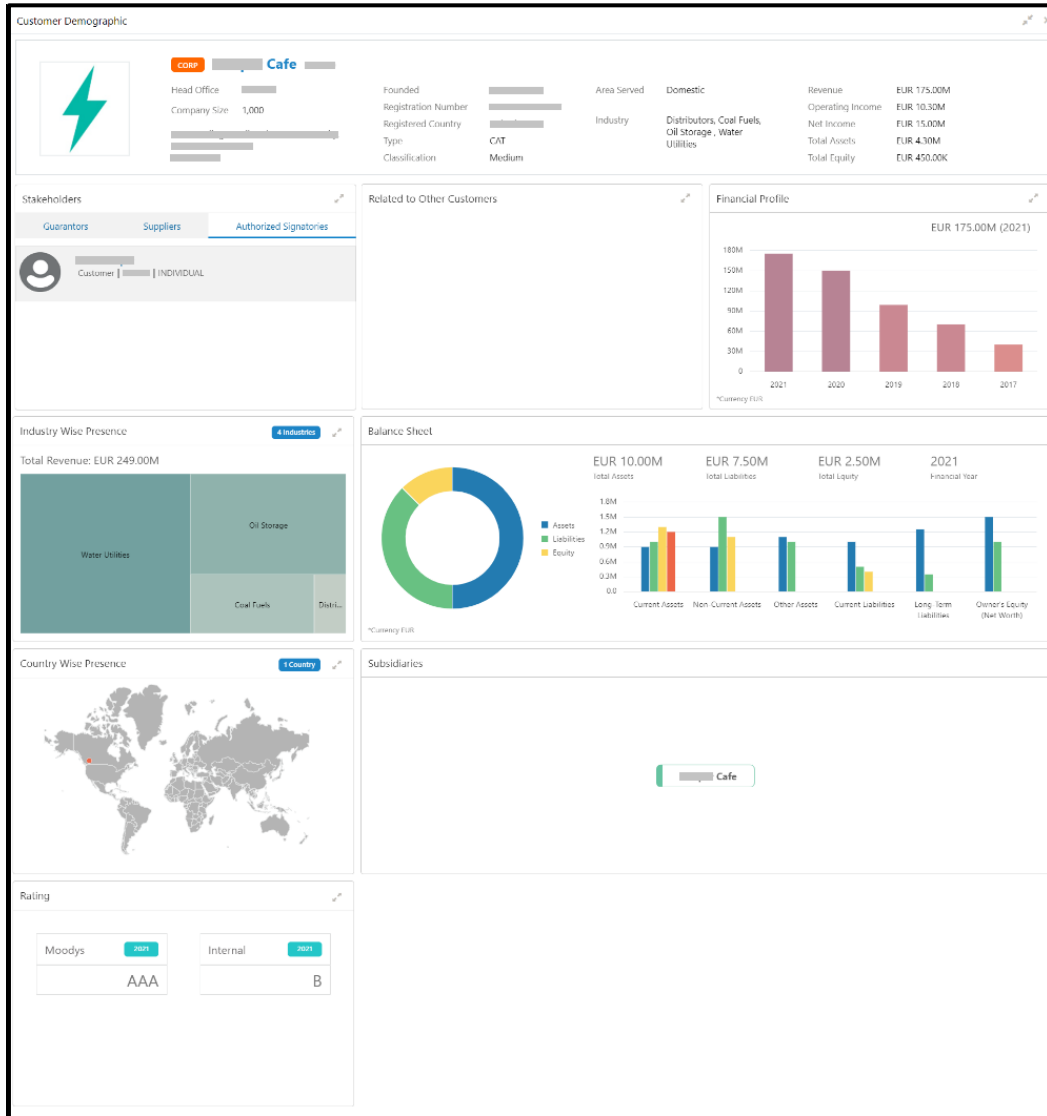 Customer Demographic
CORP Cafe
Head Office
Company Size 1,000
Founded
Registration Number
Registered Country
Type CAT
Classification Medium
Area Served Domestic
Industry Distributors, Coal Fuels,
Oil Storage , Water
Utilities
Revenue EUR 175.00M
Operating Income EUR 10.30M
Net Income EUR 15.00M
Total Assets EUR 4.30M
Total Equity EUR 450.00K
Stakeholders
Guarantors Suppliers Authorized Signatories
Customer | | INDIVIDUAL
Related to Other Customers
Financial Profile
EUR 175.00M (2021)
180M
150M
120M
90M
60M
30M
0
2021 2020 2019 2018 2017
*Currency EUR
Industry Wise Presence 4 Industries
Total Revenue: EUR 249.00M
Water Utilities
Oil Storage
Coal Fuels
Distri...
Balance Sheet
Assets
Liabilities
Equity
*Currency EUR
EUR 10.00M EUR 7.50M EUR 2.50M 2021
Total Assets Total Liabilities Total Equity Financial Year
1.8M
1.5M
1.2M
0.9M
0.6M
0.3M
0.0
Current Assets Non-Current Assets Other Assets Current Liabilities Long-Term Owner's Equity
Liabilities (Net Worth)
Country Wise Presence 1 Country
Subsidiaries
Cafe
Rating
Moodys 2021
AAA
Internal 2021
B